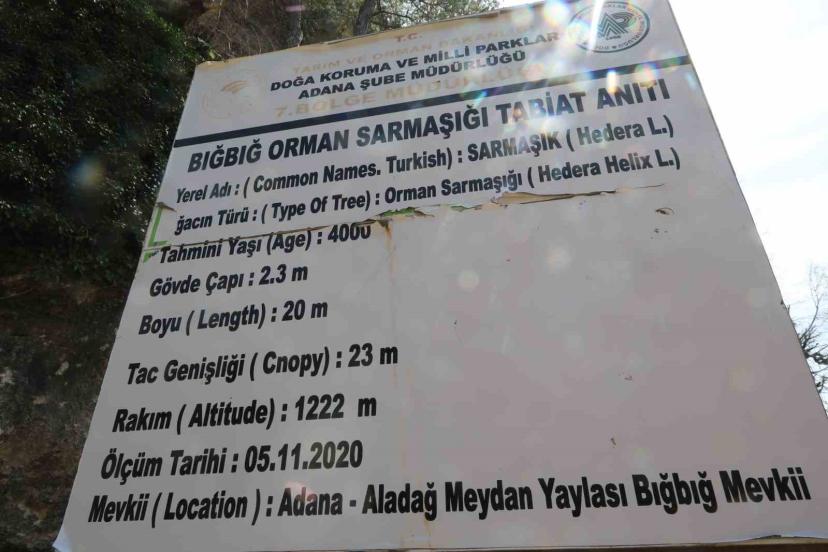 T.C.
TARIM VE ORMAN BAKANLIĞI
DOĞA KORUMA VE MİLLİ PARKLAR
ADANA ŞUBE MÜDÜRLÜĞÜ
7. BÖLGE MÜDÜRLÜĞÜ
BIĞBIĞ ORMAN SARMAŞIĞI TABİAT ANITI
Yerel Adı : ( Common Names. Turkish) : SARMAŞIK ( Hedera L.)
ğacın Türü : ( Type Of Tree) : Orman Sarmaşığı ( Hedera Helix L.)
Tahmini Yaşı (Age) : 4000
Gövde Çapı : 2.3 m
Boyu ( Length) : 20 m
Tac Genişliği ( Cnopy) : 23 m
Rakım ( Altitude) : 1222 m
Ölçüm Tarihi : 05.11.2020
Mevkii ( Location ) : Adana - Aladağ Meydan Yaylası Bığbığ Mevkii